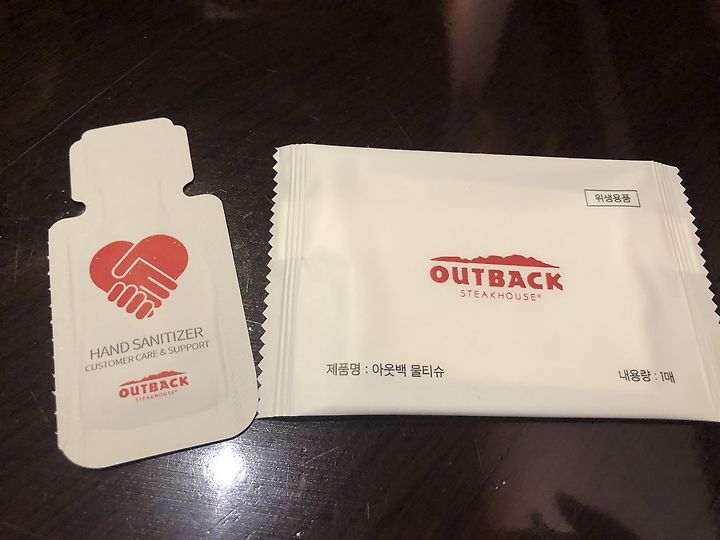 HAND SANITIZER
CUSTOMER CARE & SUPPORT
OUTBACK
STEAKHOUSE®
위생용품
OUTBACK
STEAKHOUSE®
제품명 : 아웃백 물티슈
내용량 : 1매